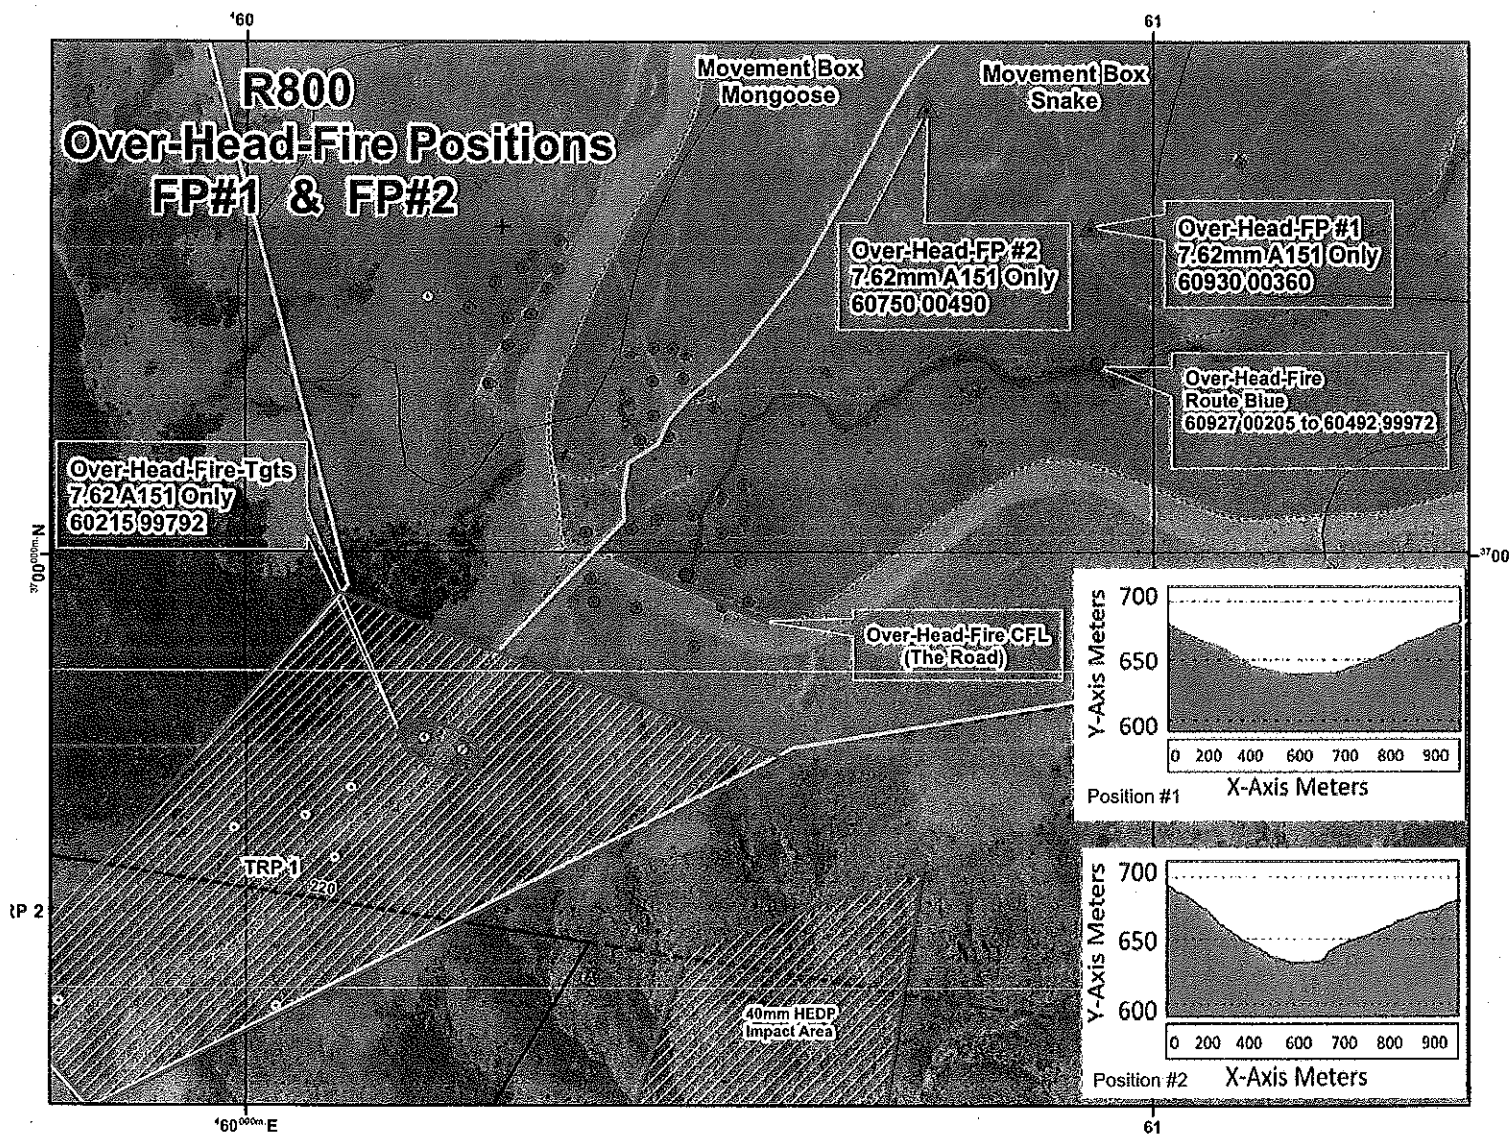 ⁴60
61
R800
Over-Head-Fire Positions
FP#1 & FP#2
Movement Box
Mongoose
Movement Box
Snake
Over-Head-FP #2
7.62mm A151 Only
60750 00490
Over-Head-FP #1
7.62mm A151 Only
60930 00360
Over-Head-Fire
Route Blue
60927 00205 to 60492 99972
Over-Head-Fire-Tgts
7.62 A151 Only
60215 99792
³⁷00⁰⁰⁰ᵐ·N
³⁷00
Over-Head-Fire CFL
(The Road)
700
650
600
Y-Axis Meters
0 200 400 600 700 800 900
Position #1
X-Axis Meters
TRP 1
220
RP 2
700
650
600
Y-Axis Meters
0 200 400 600 700 800 900
Position #2
X-Axis Meters
40mm HEDP
Impact Area
⁴60⁰⁰⁰ᵐ·E
61